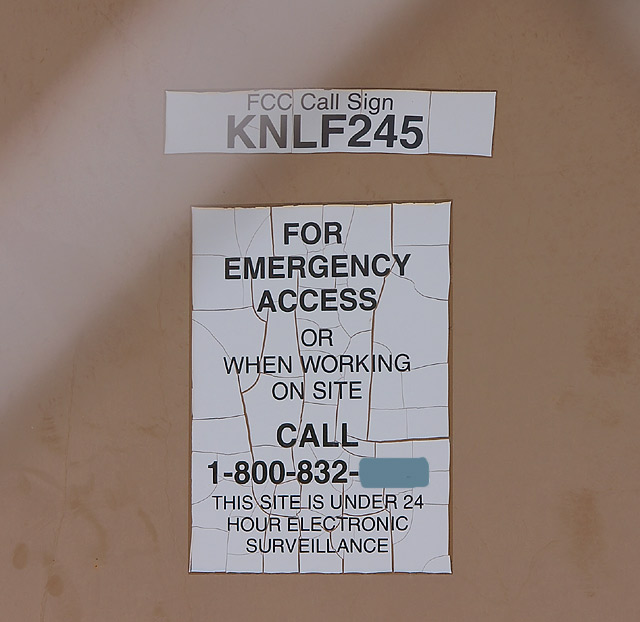 FCC Call Sign
KNLF245
FOR
EMERGENCY
ACCESS
OR
WHEN WORKING
ON SITE
CALL
1-800-832-
THIS SITE IS UNDER 24
HOUR ELECTRONIC
SURVEILLANCE